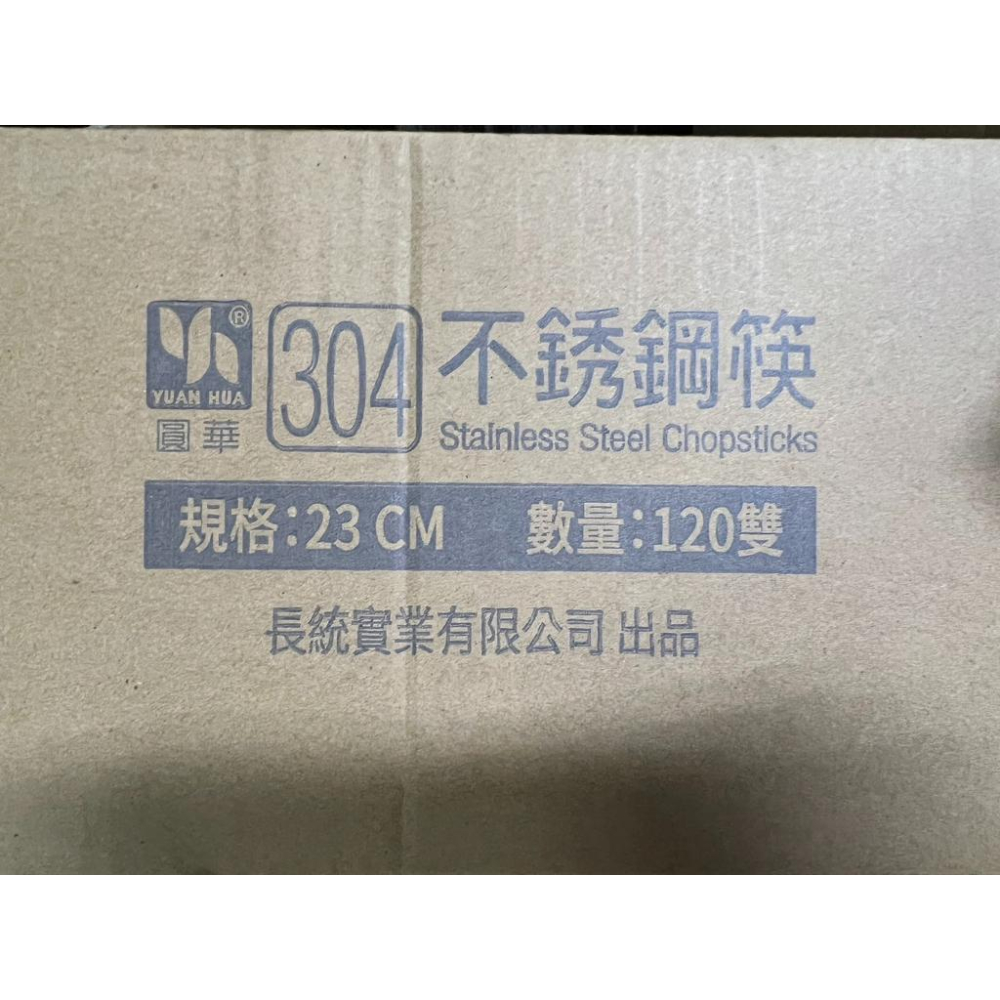 ®
YUAN HUA
圓華
304
不銹鋼筷
Stainless Steel Chopsticks
規格:23 CM 數量:120雙
長統實業有限公司 出品